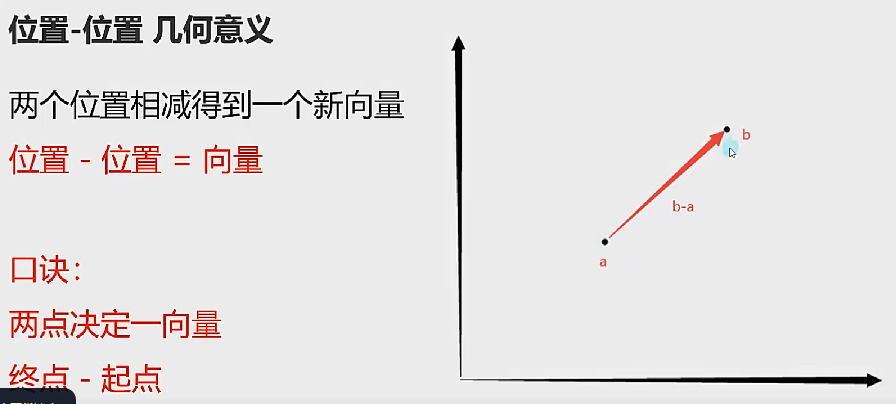 位置-位置 几何意义
两个位置相减得到一个新向量
位置 - 位置 = 向量
口诀:
两点决定一向量
终点 - 起点
b
b-a
a